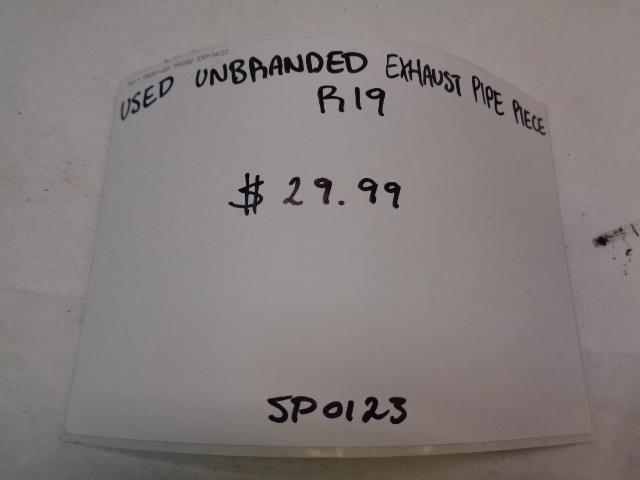 USED UNBRANDED EXHAUST PIPE PIECE
R19
$ 29.99
SP0123